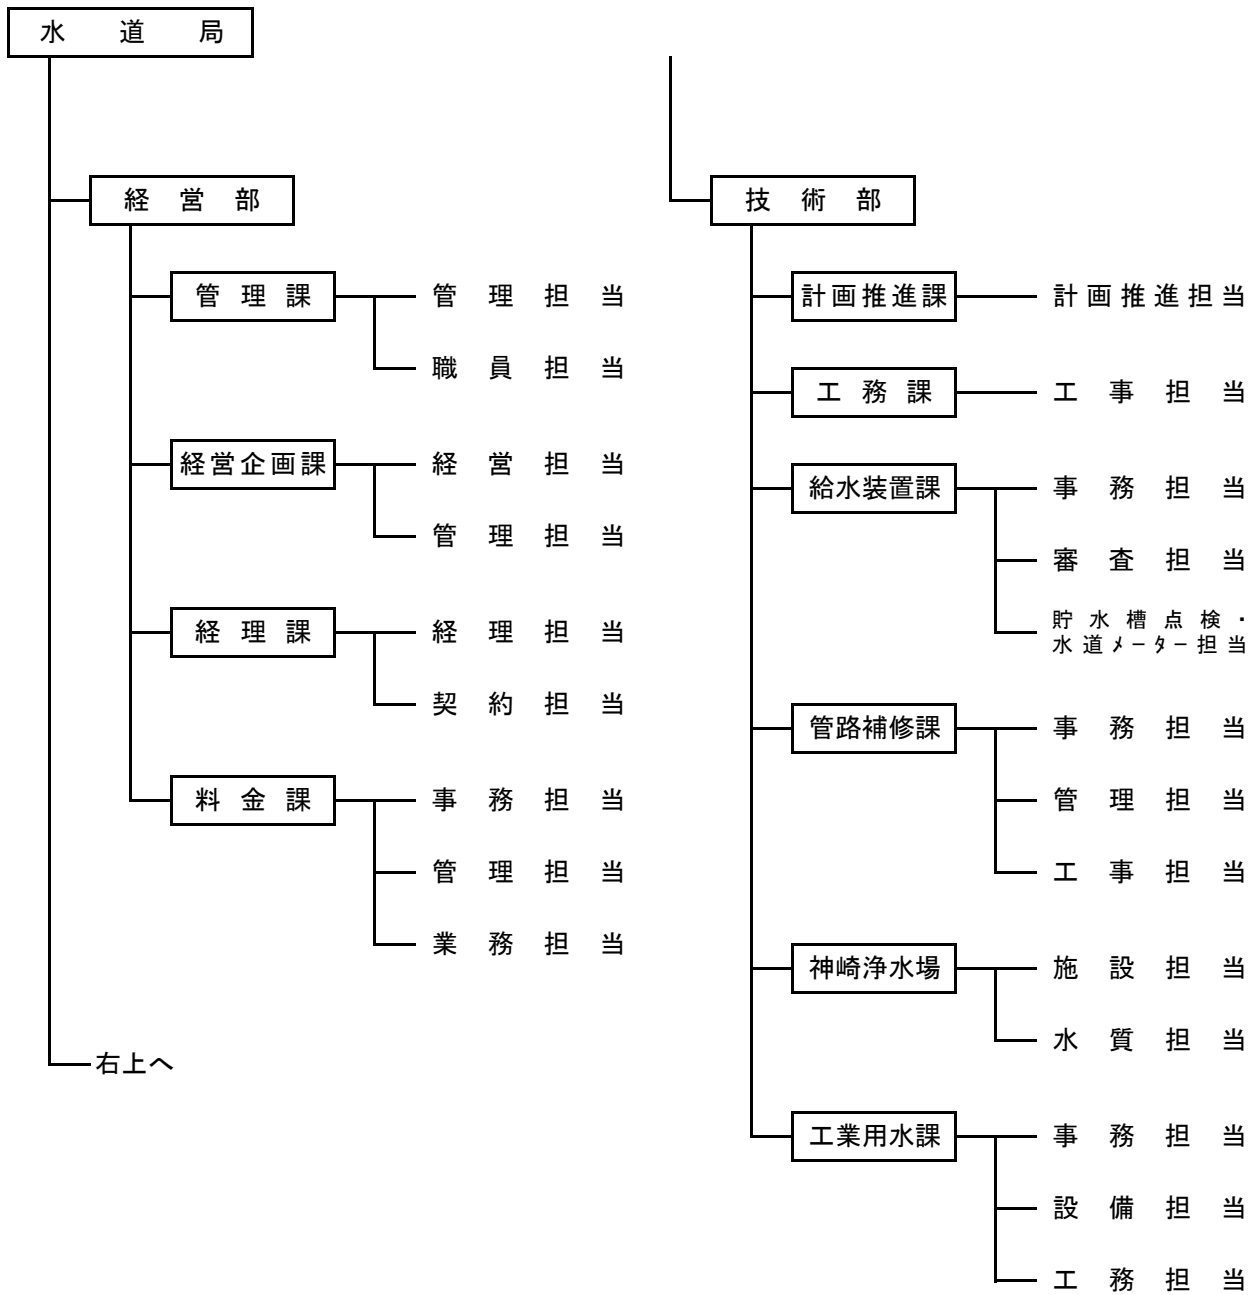 水道局
経営部
管理課
管理担当
職員担当
経営企画課
経営担当
管理担当
経理課
経理担当
契約担当
料金課
事務担当
管理担当
業務担当
右上へ
技術部
計画推進課
計画推進担当
工務課
工事担当
給水装置課
事務担当
審査担当
貯水槽点検・
水道ﾒｰﾀｰ担当
管路補修課
事務担当
管理担当
工事担当
神崎浄水場
施設担当
水質担当
工業用水課
事務担当
設備担当
工務担当